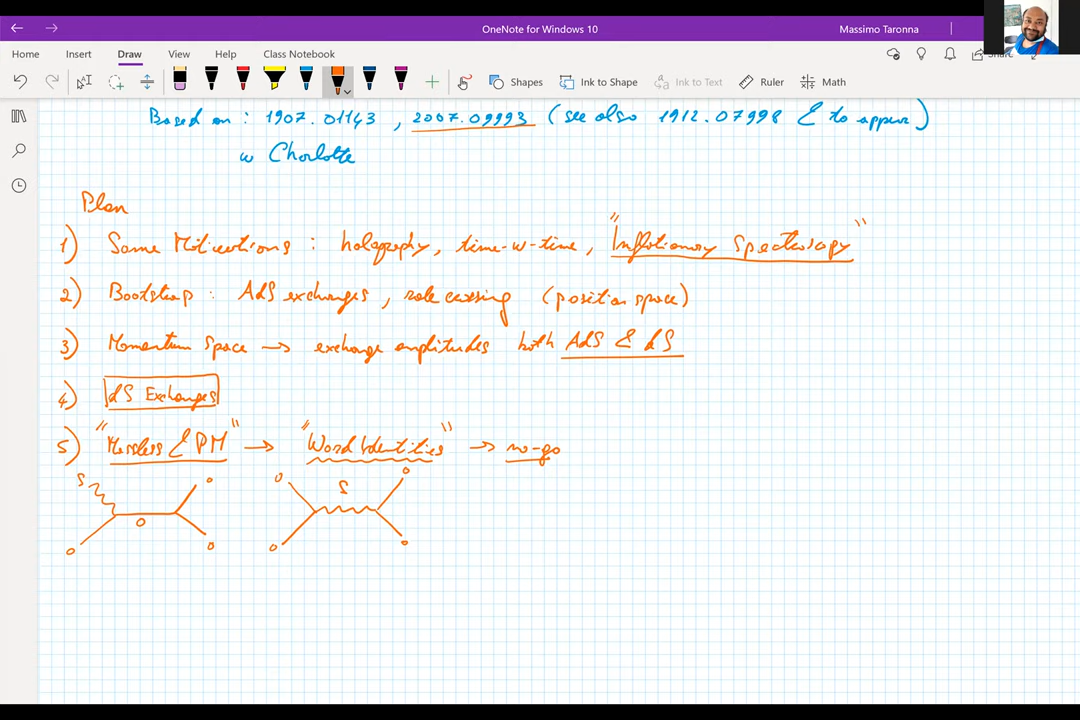 OneNote for Windows 10
Massimo Taronna
Home Insert Draw View Help Class Notebook Share
Shapes Ink to Shape Ink to Text Ruler Math
Based on : 1907.01143 , 2007.09993 (see also 1912.07998 & to appear)
w Charlotte
Plan
1) Some Motivations : holography, time-w-time, "Inflationary Spectroscopy"
2) Bootstrap : AdS exchanges, role crossing (position space)
3) Momentum Space → exchange amplitudes both AdS & dS
4) dS Exchanges
5) "Massless & PM" → "Ward Identities" → no-go
S 0 0 0 0
0 0 S 0 0